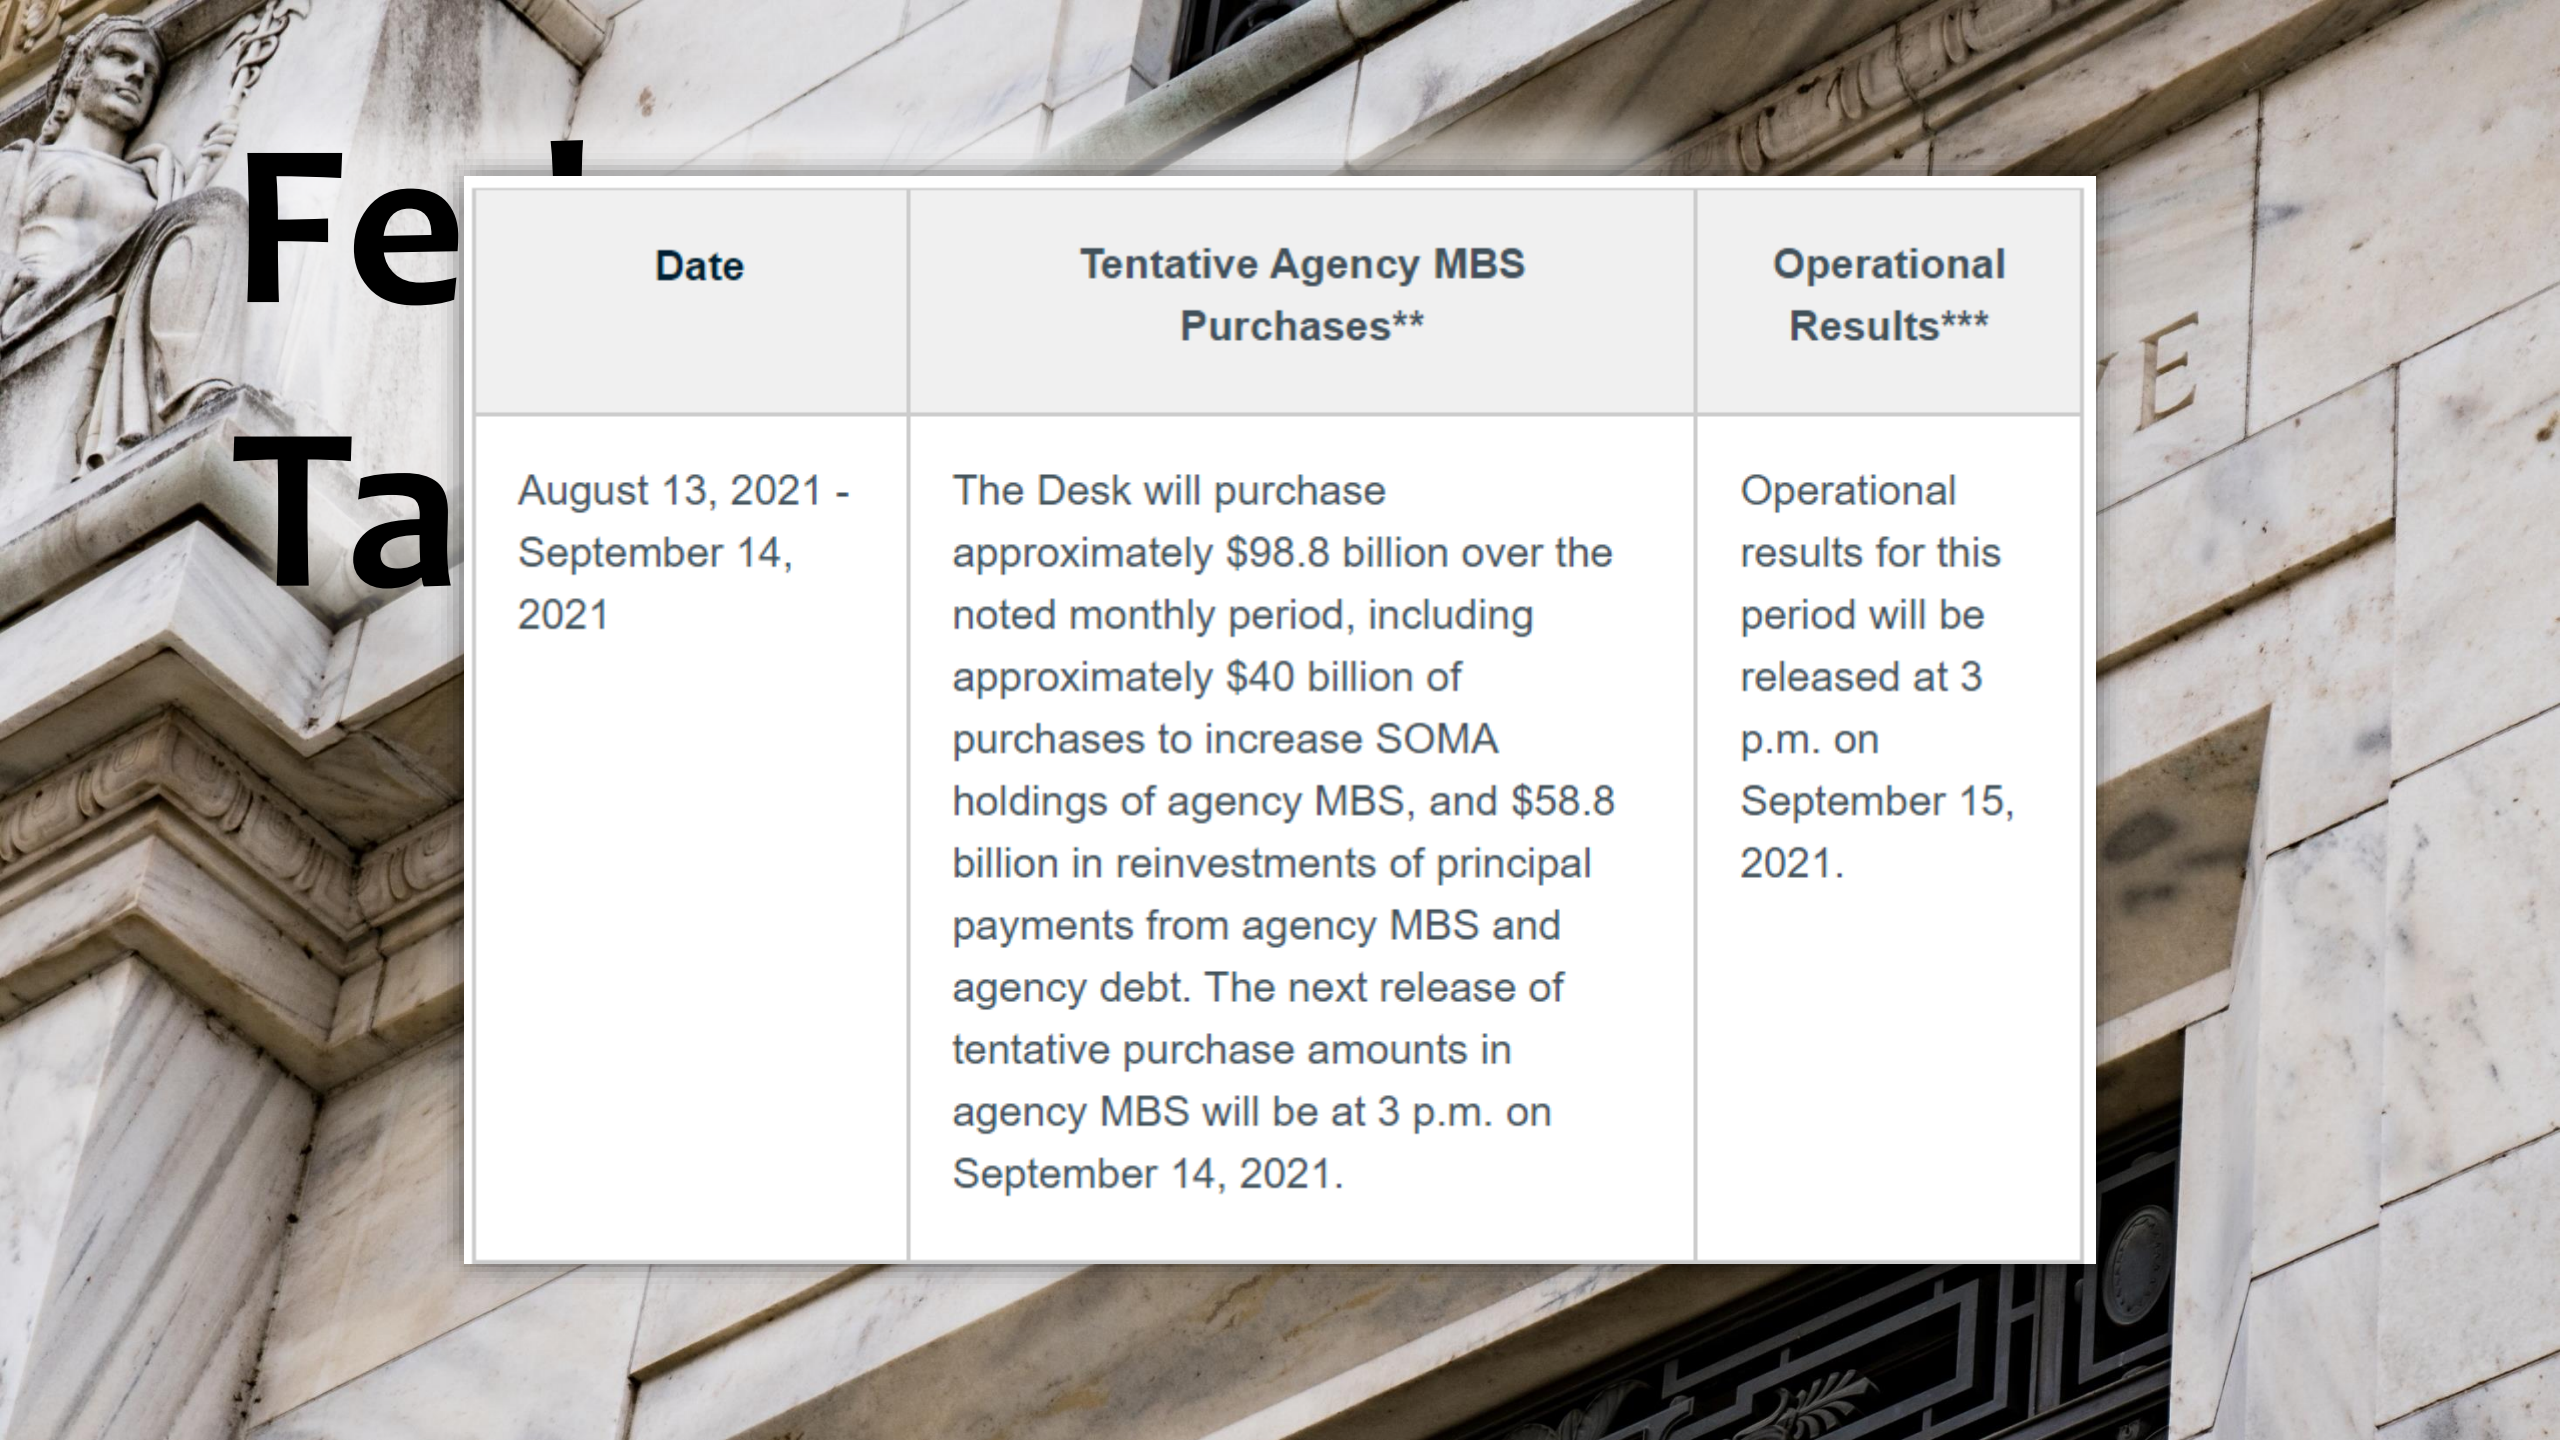 Fe
Ta
Date
Tentative Agency MBS
Purchases**
Operational
Results***
August 13, 2021 -
September 14,
2021
The Desk will purchase
approximately $98.8 billion over the
noted monthly period, including
approximately $40 billion of
purchases to increase SOMA
holdings of agency MBS, and $58.8
billion in reinvestments of principal
payments from agency MBS and
agency debt. The next release of
tentative purchase amounts in
agency MBS will be at 3 p.m. on
September 14, 2021.
Operational
results for this
period will be
released at 3
p.m. on
September 15,
2021.
E